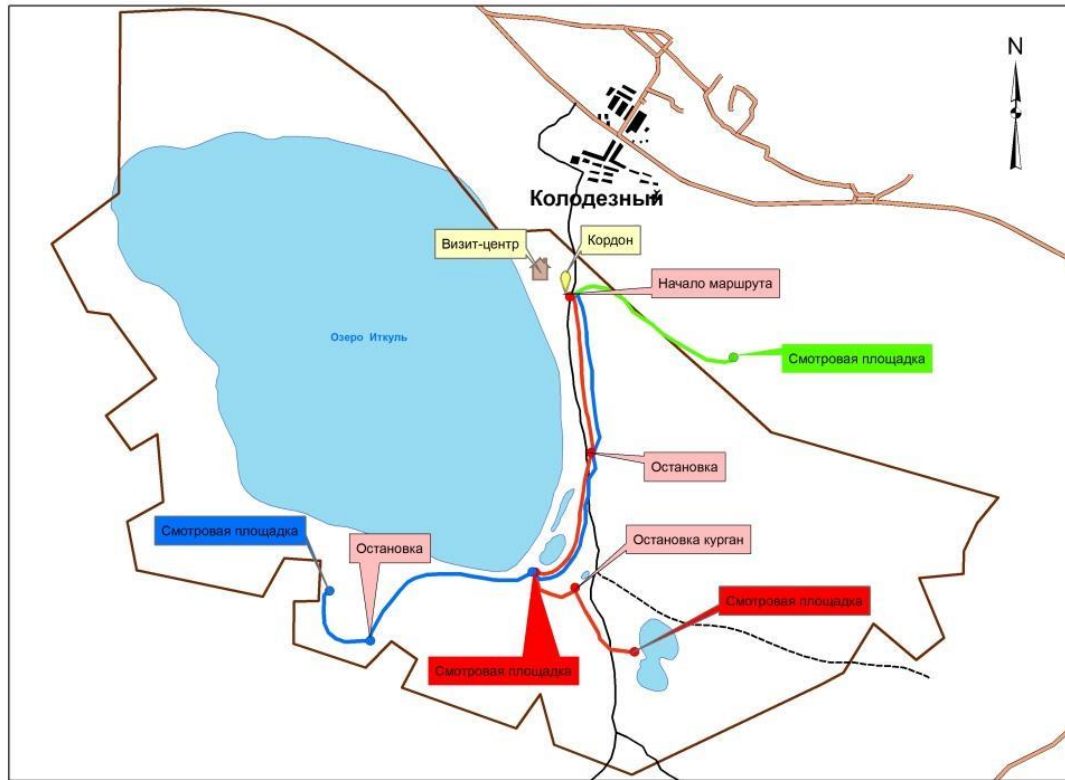 N
Колодезный
Визит-центр
Кордон
Начало маршрута
Озеро Иткуль
Смотровая площадка
Остановка
Смотровая площадка
Остановка
Остановка курган
Смотровая площадка
Смотровая площадка